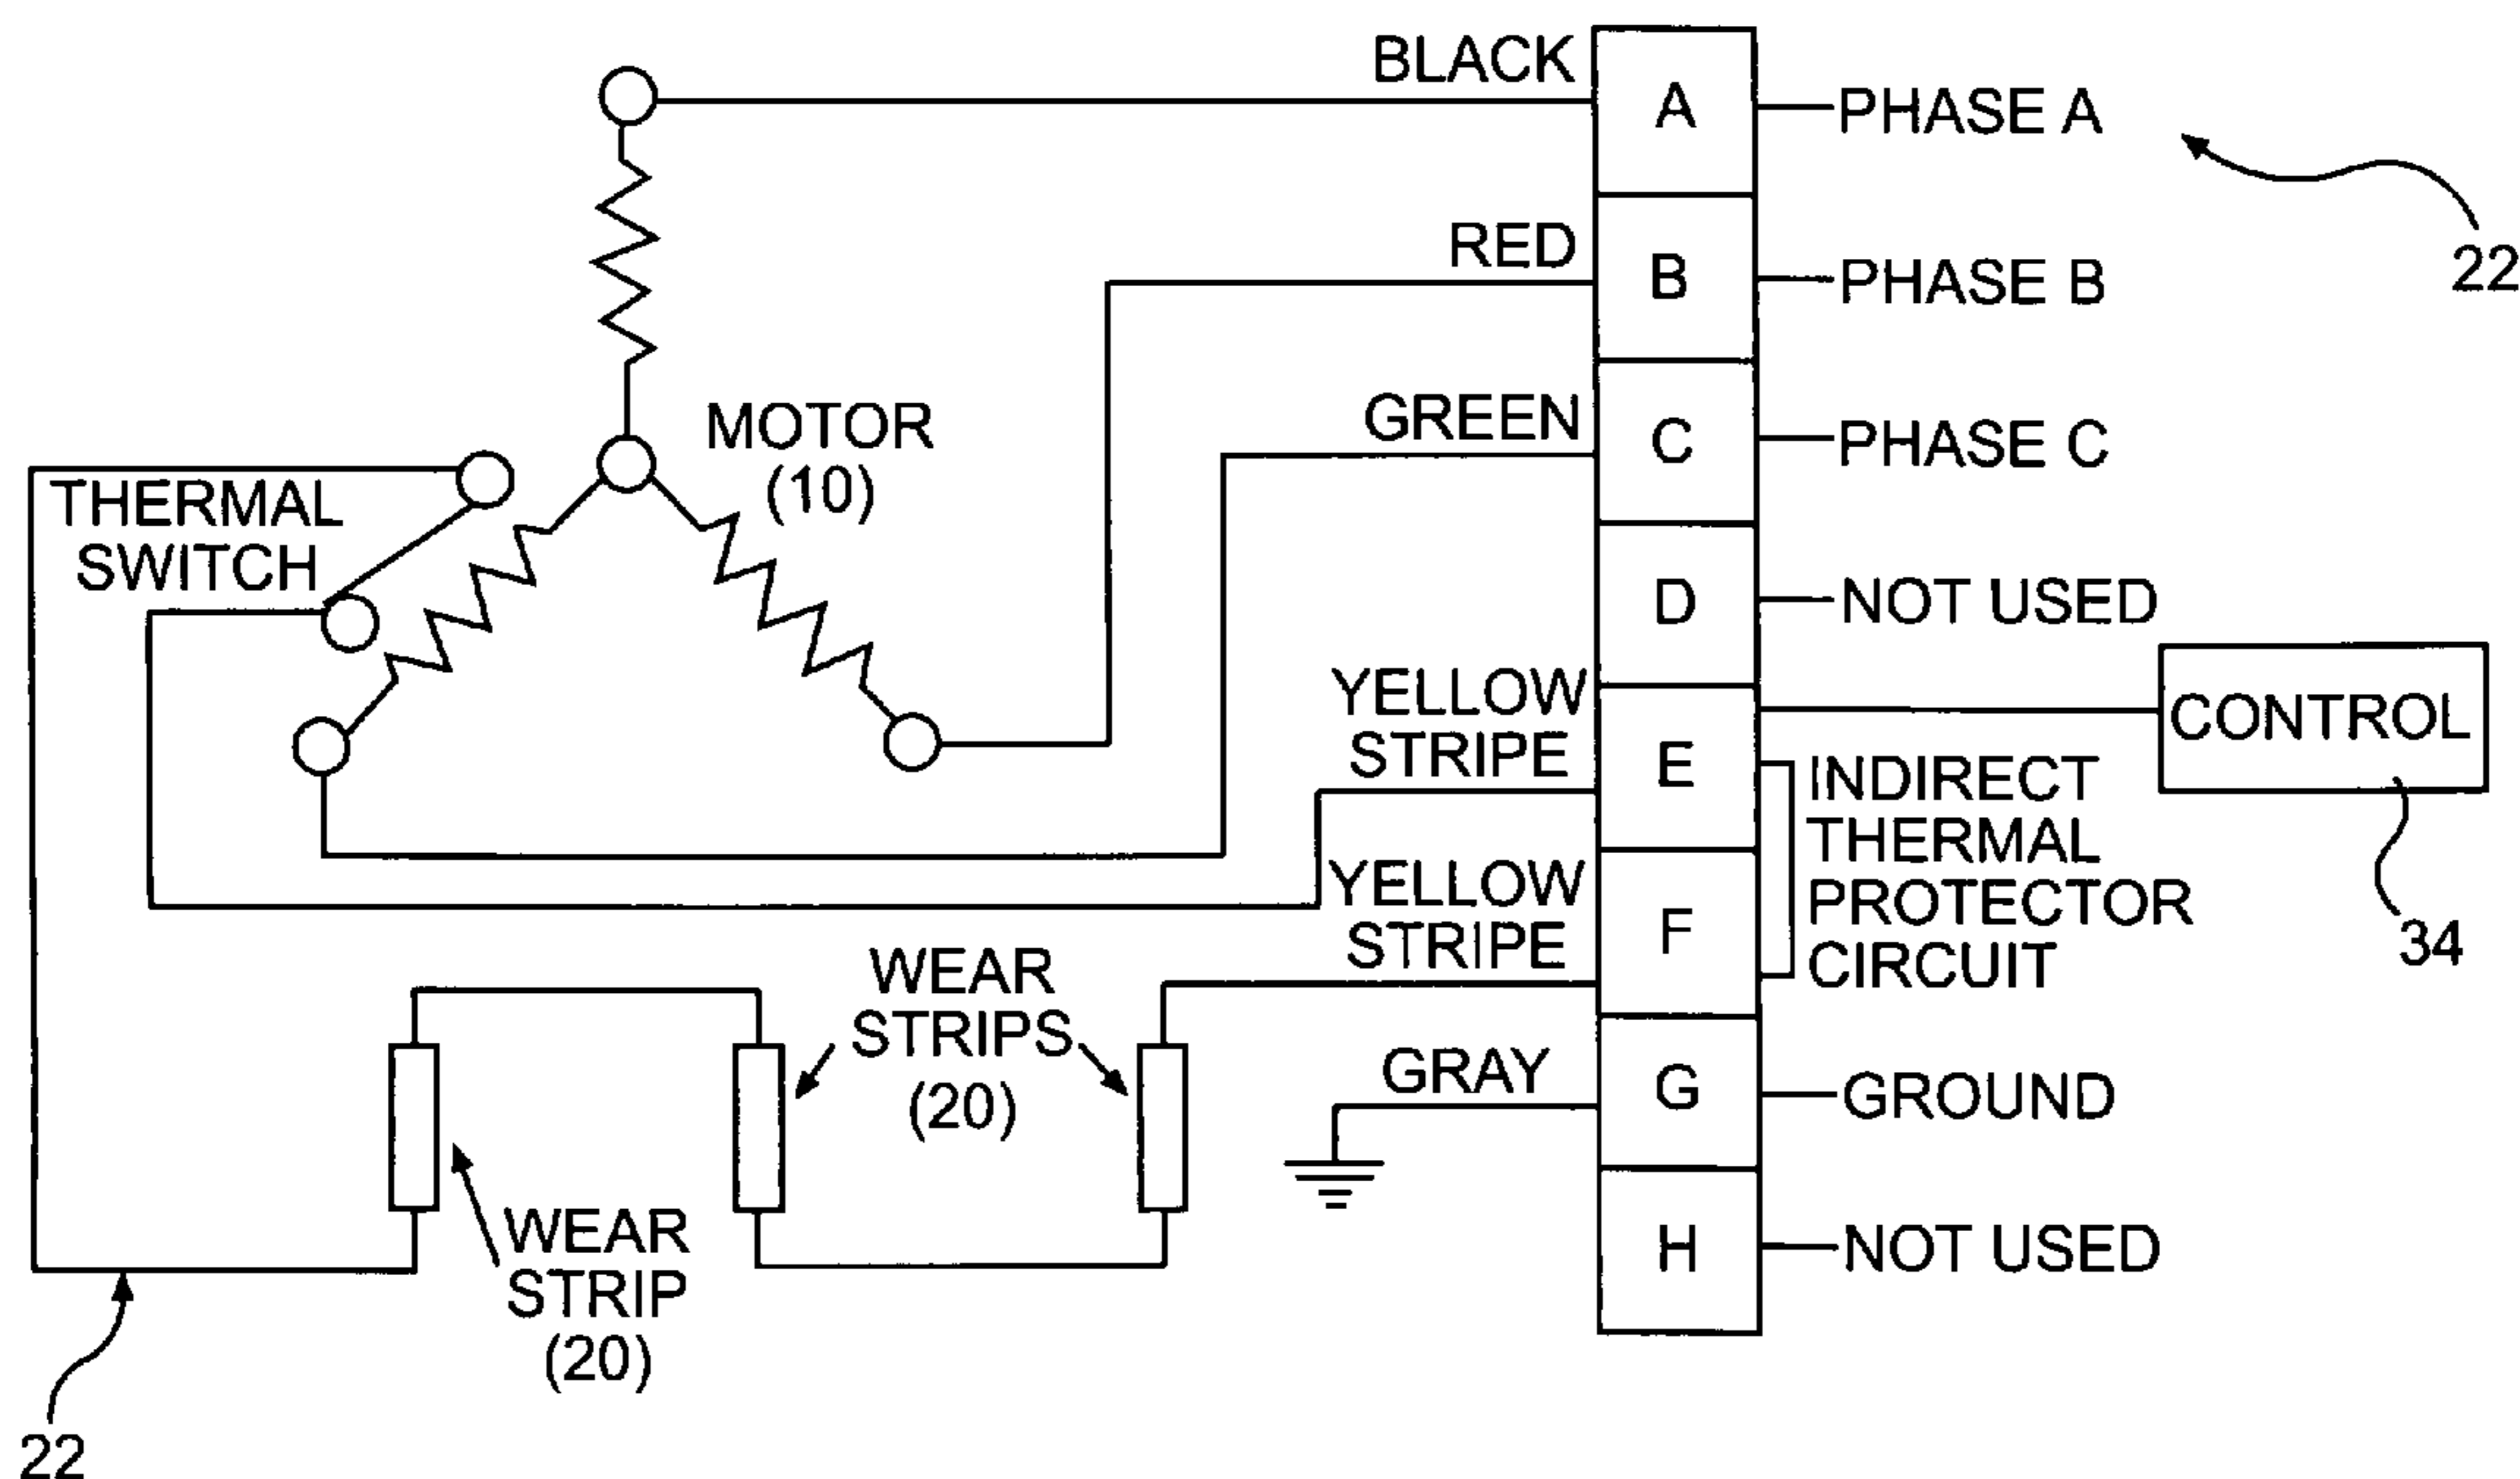 BLACK
A
PHASE A
22
RED
B
PHASE B
GREEN
C
PHASE C
MOTOR
(10)
THERMAL
SWITCH
D
NOT USED
YELLOW
STRIPE
E
CONTROL
34
INDIRECT
THERMAL
PROTECTOR
CIRCUIT
YELLOW
STRIPE
F
WEAR
STRIPS
(20)
GRAY
G
GROUND
WEAR
STRIP
(20)
H
NOT USED
22